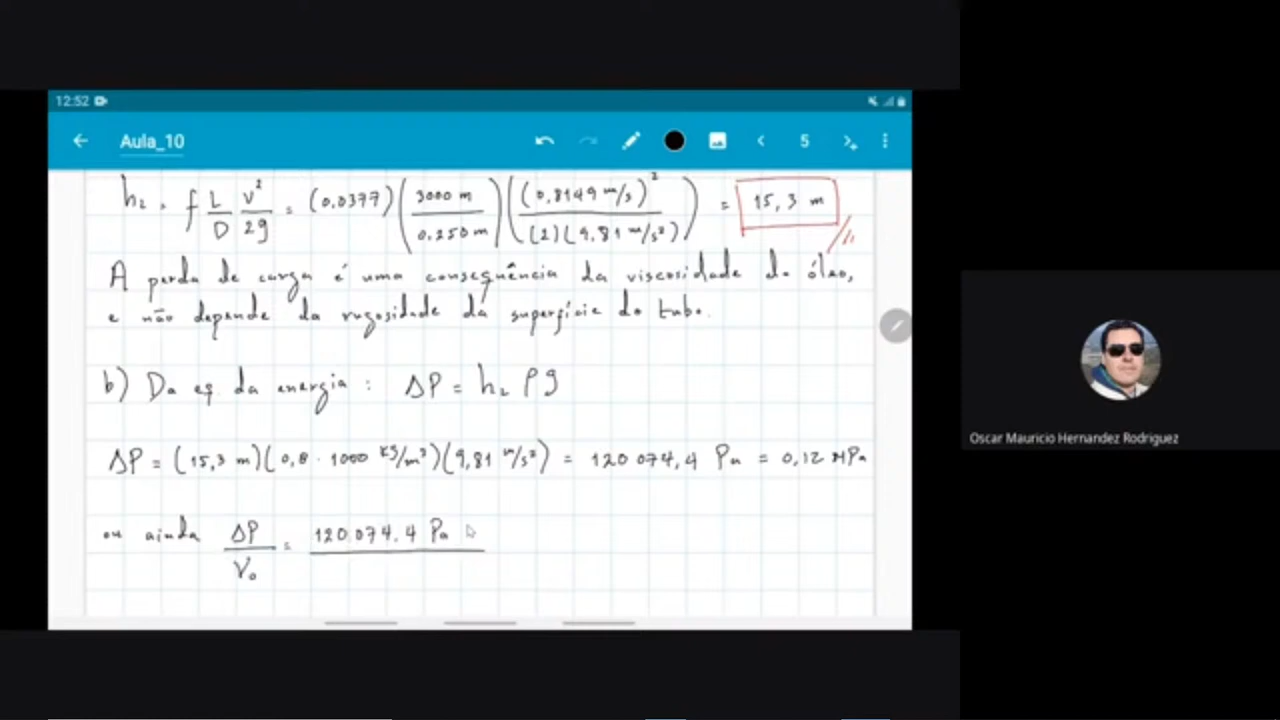 12:52
Aula_10
5
h_L = f L/D V²/2g = (0,0377) (3000 m / 0,250 m) ((0,8149 m/s)² / (2)(9,81 m/s²)) = 15,3 m
A perda de carga é uma consequência da viscosidade do óleo,
e não depende da rugosidade da superfície do tubo.
b) Da eq da energia : ΔP = h_L ρ g
ΔP = (15,3 m)(0,8 · 1000 kg/m³)(9,81 m/s²) = 120 074,4 Pa = 0,12 MPa
ou ainda ΔP/γ₀ = 120 074,4 Pa
Oscar Mauricio Hernandez Rodriguez